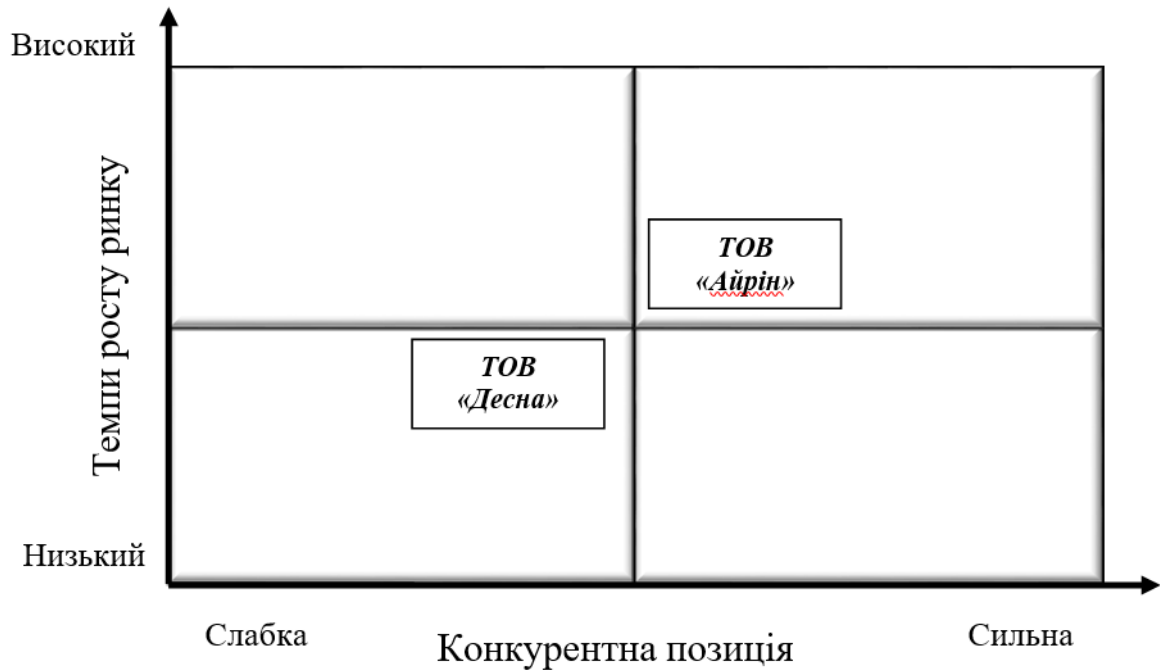 Високий
Темпи росту ринку
ТОВ
«Айрін»
ТОВ
«Десна»
Низький
Слабка
Конкурентна позиція
Сильна